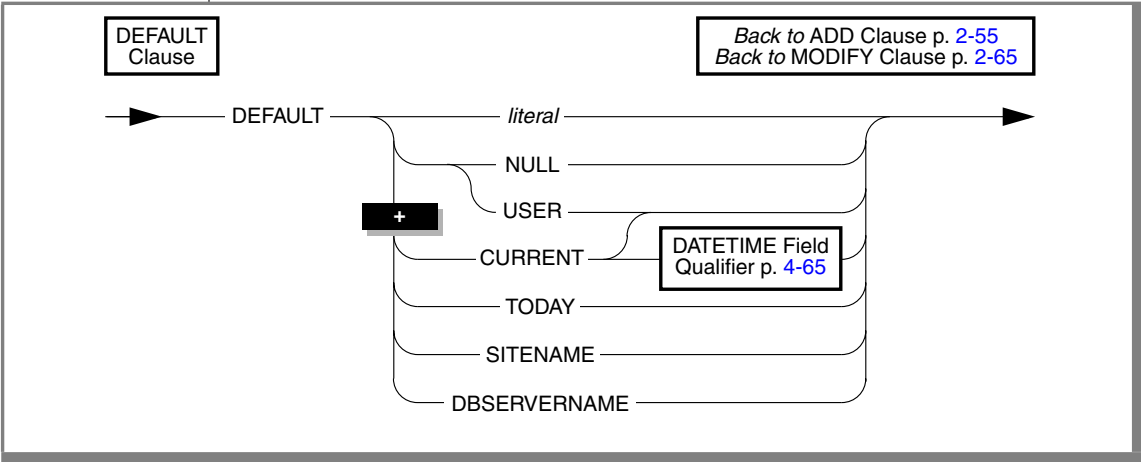 DEFAULT
Clause
Back to ADD Clause p. 2-55
Back to MODIFY Clause p. 2-65
DEFAULT
literal
NULL
USER
+
CURRENT
DATETIME Field
Qualifier p. 4-65
TODAY
SITENAME
DBSERVERNAME